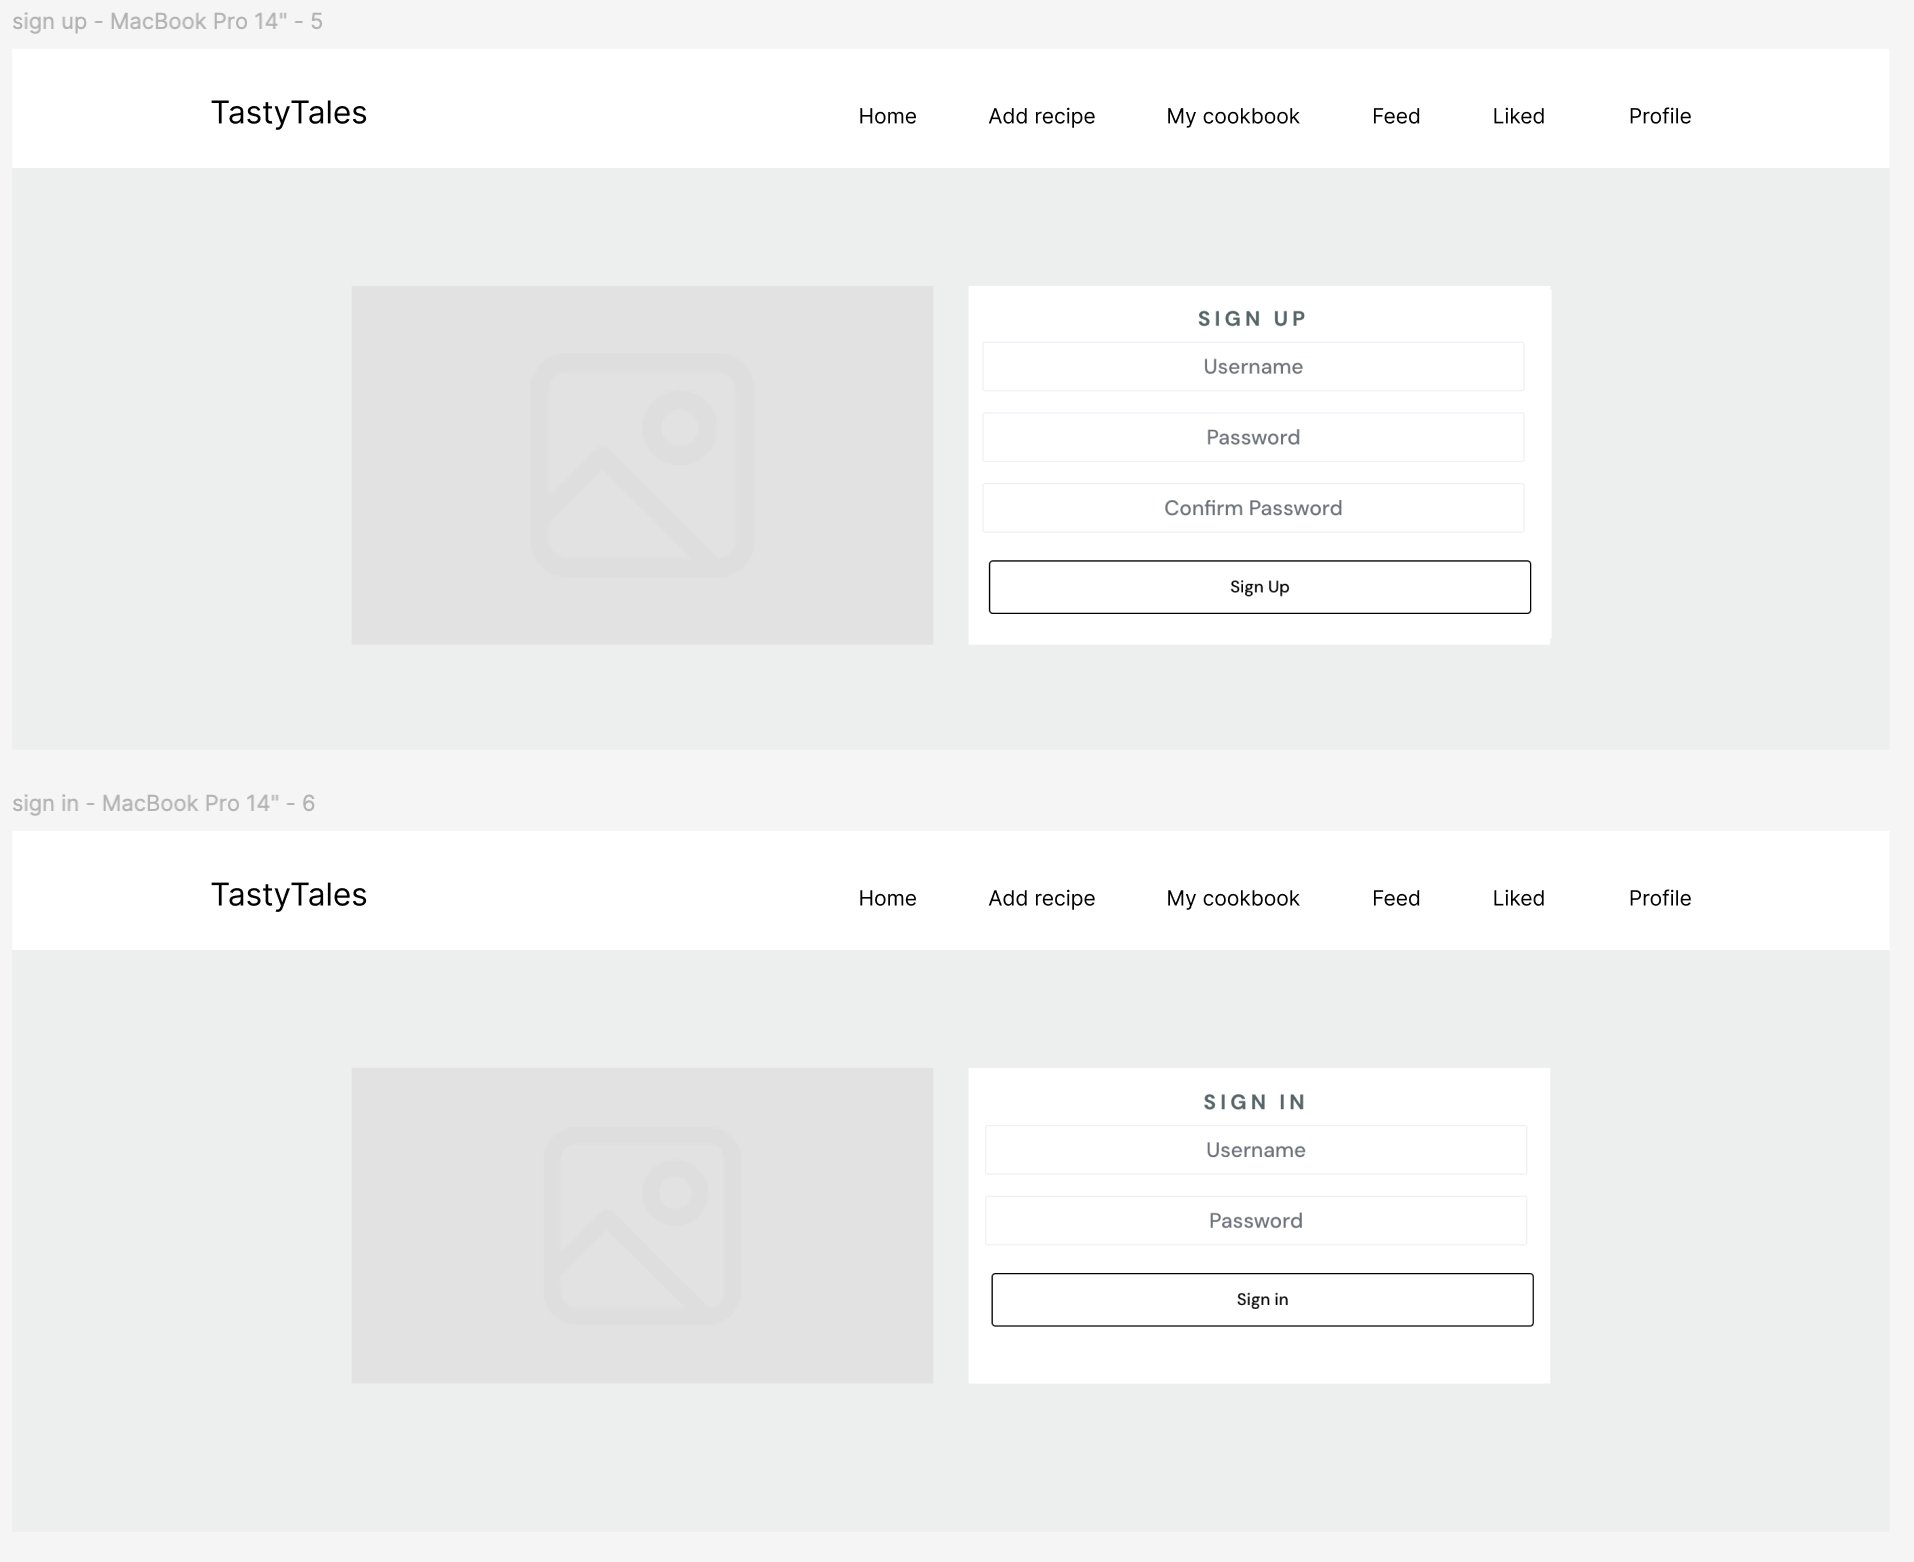 sign up - MacBook Pro 14" - 5
TastyTales Home Add recipe My cookbook Feed Liked Profile
SIGN UP
Username
Password
Confirm Password
Sign Up
sign in - MacBook Pro 14" - 6
TastyTales Home Add recipe My cookbook Feed Liked Profile
SIGN IN
Username
Password
Sign in